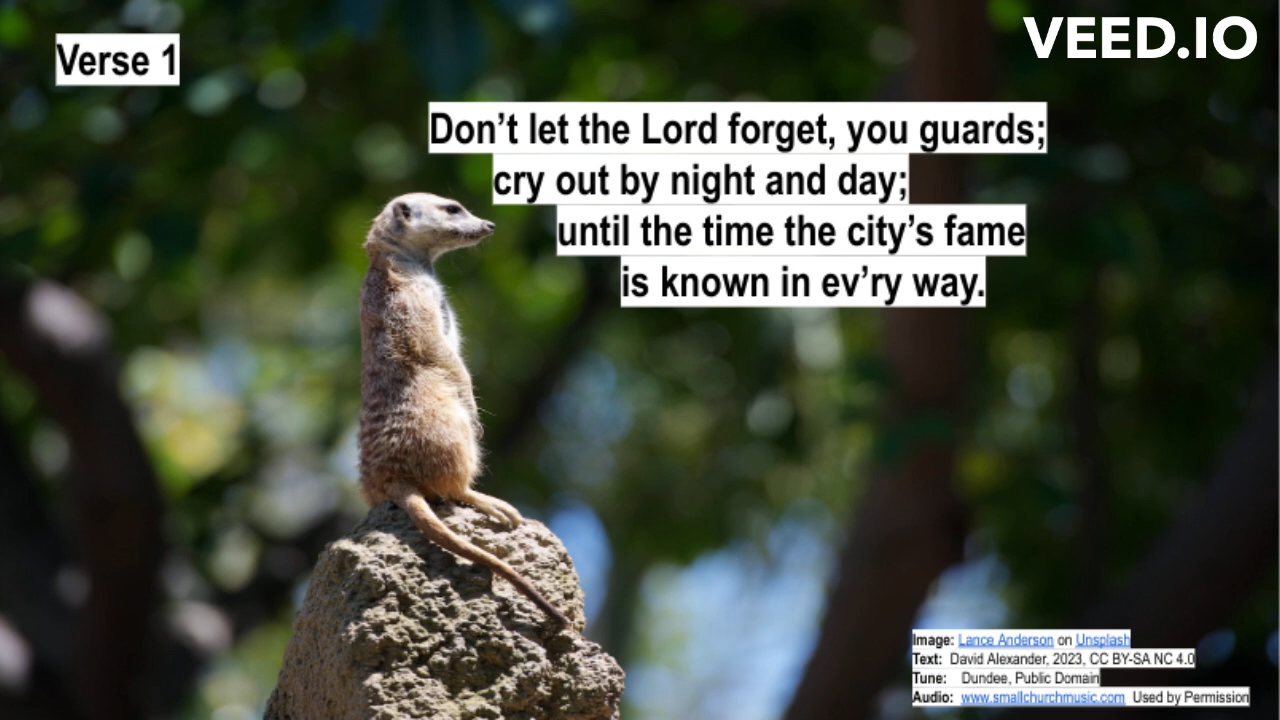 VEED.IO
Verse 1
Don’t let the Lord forget, you guards;
cry out by night and day;
until the time the city’s fame
is known in ev’ry way.
Image: Lance Anderson on Unsplash
Text: David Alexander, 2023, CC BY-SA NC 4.0
Tune: Dundee, Public Domain
Audio: www.smallchurchmusic.com Used by Permission